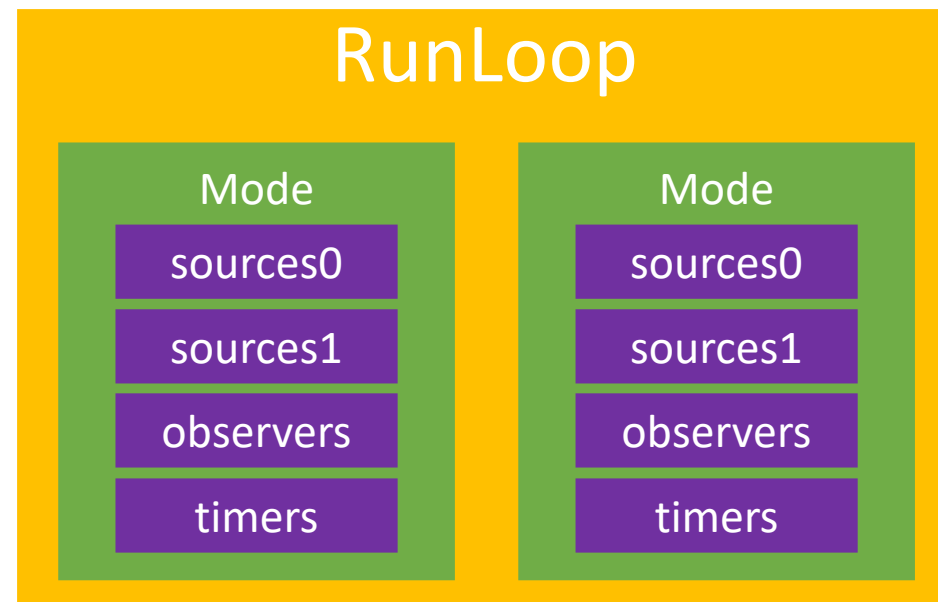 RunLoop
Mode
sources0
sources1
observers
timers
Mode
sources0
sources1
observers
timers